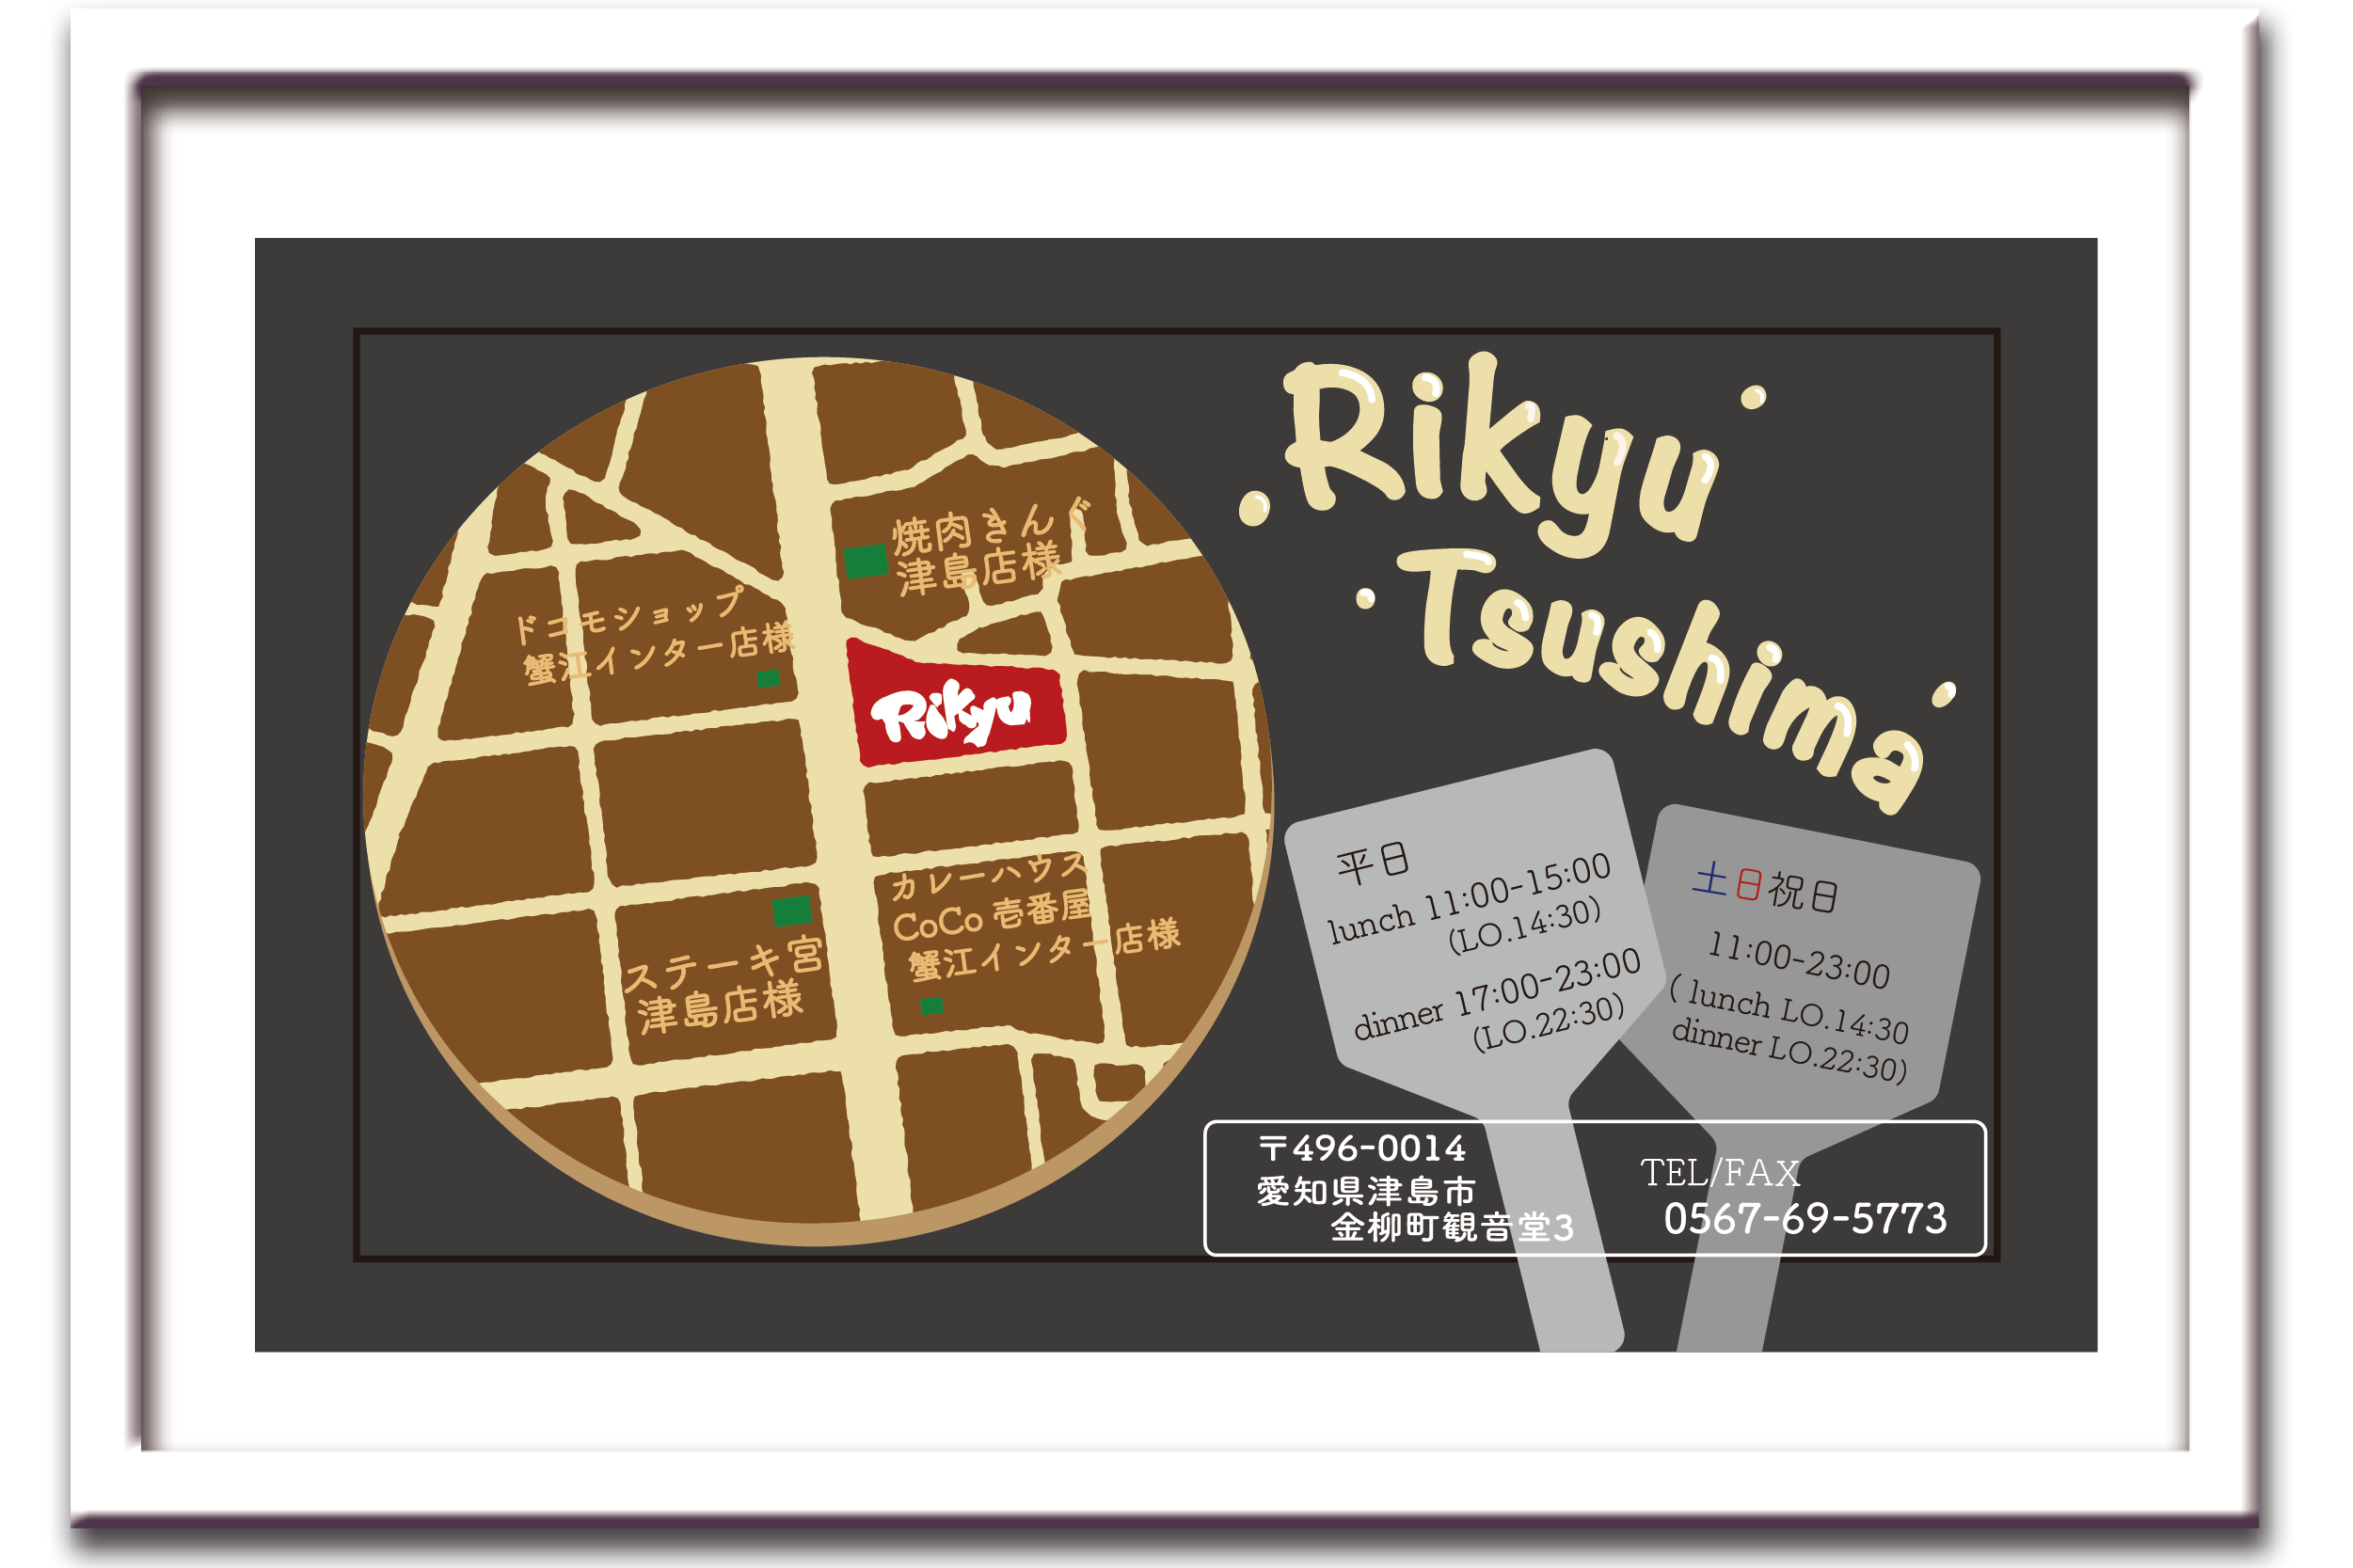 Rikyu
Tsushima
焼肉きんぐ
津島店様
ドコモショップ
蟹江インター店様
Rikyu
カレーハウス
CoCo 壱番屋
蟹江インター店様
ステーキ宮
津島店様
平日
lunch 11:00-15:00
(LO.14:30)
dinner 17:00-23:00
(LO.22:30)
土日祝日
11:00-23:00
( lunch LO.14:30
dinner LO.22:30)
〒496-0014
愛知県津島市
金柳町観音堂3
TEL/FAX
0567-69-5773